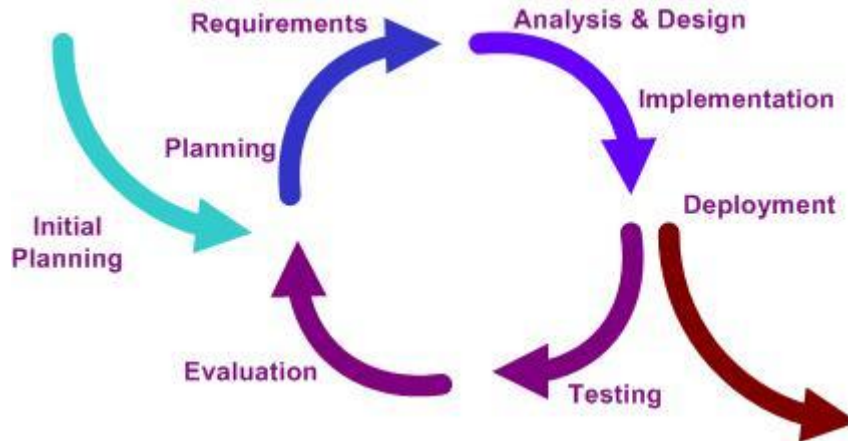 Requirements
Analysis & Design
Implementation
Planning
Deployment
Initial
Planning
Evaluation
Testing